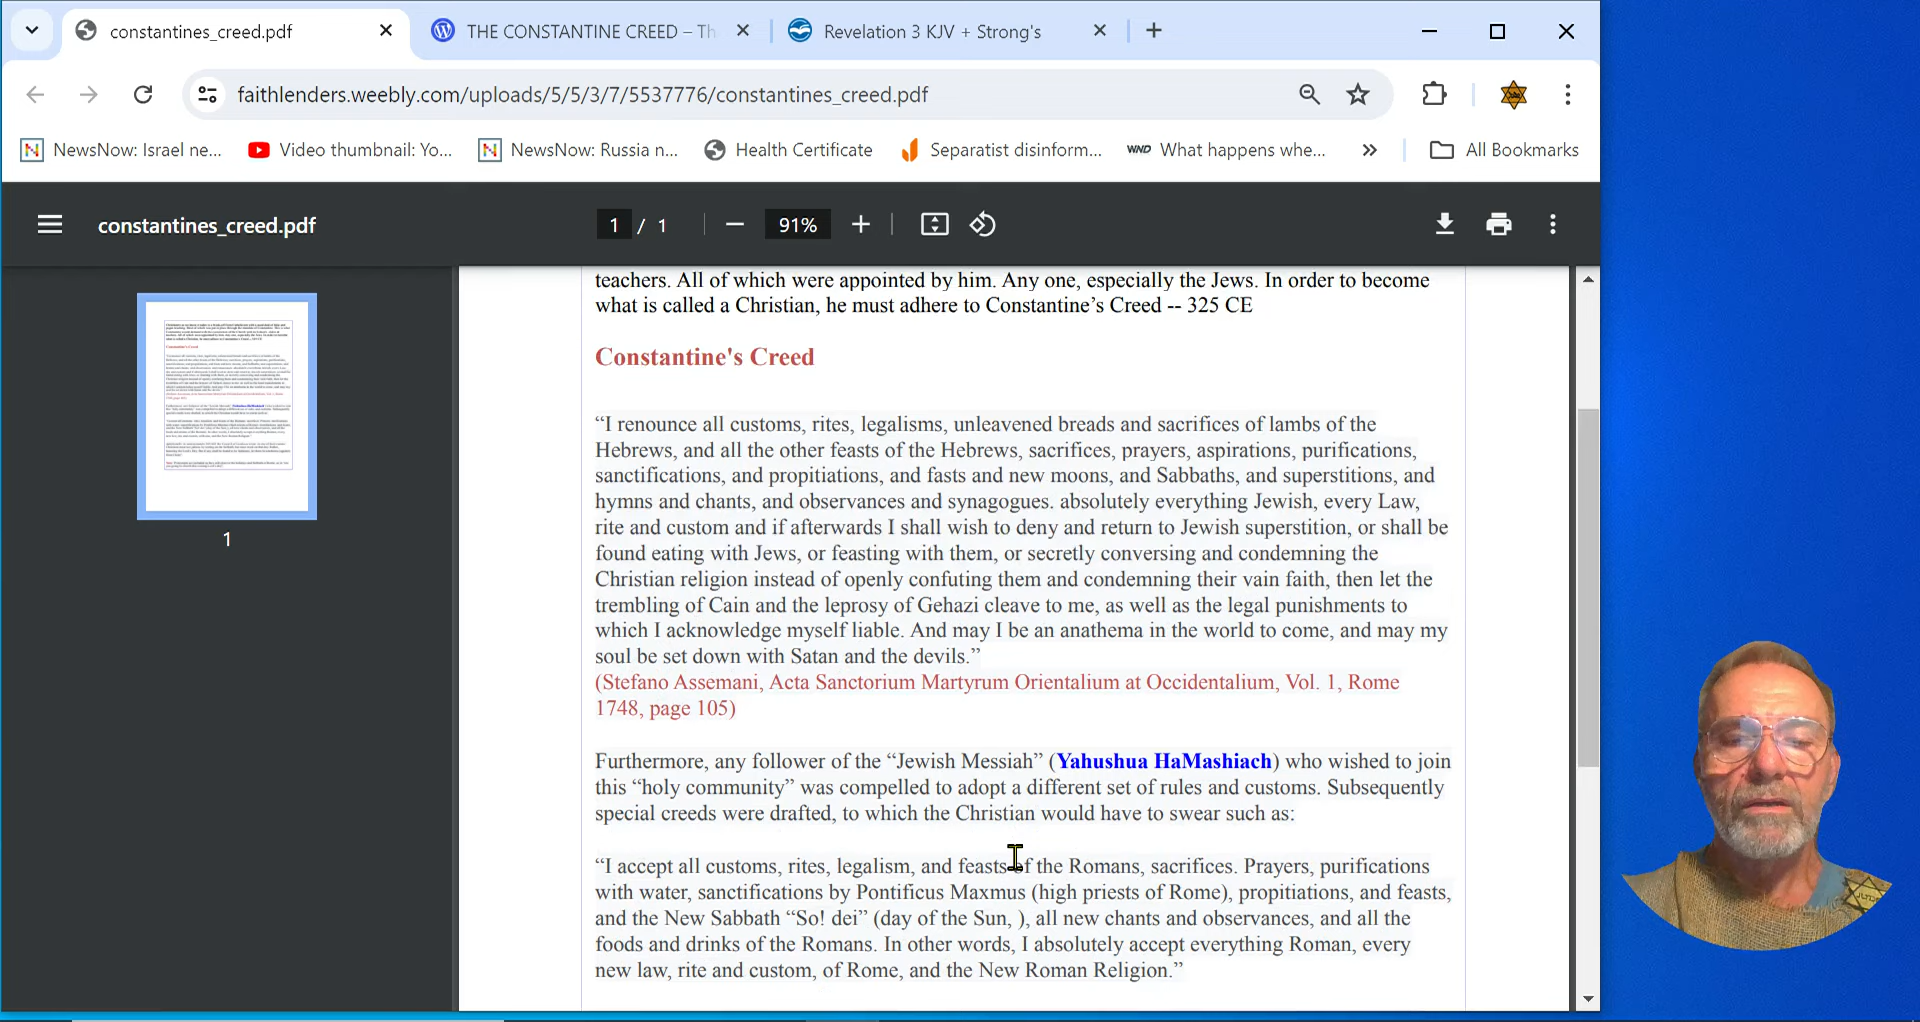 constantines_creed.pdf
THE CONSTANTINE CREED – Th
Revelation 3 KJV + Strong's
faithlenders.weebly.com/uploads/5/5/3/7/5537776/constantines_creed.pdf
NewsNow: Israel ne...
Video thumbnail: Yo...
NewsNow: Russia n...
Health Certificate
Separatist disinform...
WND What happens whe...
All Bookmarks
constantines_creed.pdf
1 / 1
91%
teachers. All of which were appointed by him. Any one, especially the Jews. In order to become
what is called a Christian, he must adhere to Constantine’s Creed -- 325 CE
Constantine's Creed
“I renounce all customs, rites, legalisms, unleavened breads and sacrifices of lambs of the
Hebrews, and all the other feasts of the Hebrews, sacrifices, prayers, aspirations, purifications,
sanctifications, and propitiations, and fasts and new moons, and Sabbaths, and superstitions, and
hymns and chants, and observances and synagogues. absolutely everything Jewish, every Law,
rite and custom and if afterwards I shall wish to deny and return to Jewish superstition, or shall be
found eating with Jews, or feasting with them, or secretly conversing and condemning the
Christian religion instead of openly confuting them and condemning their vain faith, then let the
trembling of Cain and the leprosy of Gehazi cleave to me, as well as the legal punishments to
which I acknowledge myself liable. And may I be an anathema in the world to come, and may my
soul be set down with Satan and the devils.”
(Stefano Assemani, Acta Sanctorium Martyrum Orientalium at Occidentalium, Vol. 1, Rome
1748, page 105)
Furthermore, any follower of the “Jewish Messiah” (Yahushua HaMashiach) who wished to join
this “holy community” was compelled to adopt a different set of rules and customs. Subsequently
special creeds were drafted, to which the Christian would have to swear such as:
“I accept all customs, rites, legalism, and feasts of the Romans, sacrifices. Prayers, purifications
with water, sanctifications by Pontificus Maxmus (high priests of Rome), propitiations, and feasts,
and the New Sabbath “So! dei” (day of the Sun, ), all new chants and observances, and all the
foods and drinks of the Romans. In other words, I absolutely accept everything Roman, every
new law, rite and custom, of Rome, and the New Roman Religion.”
1